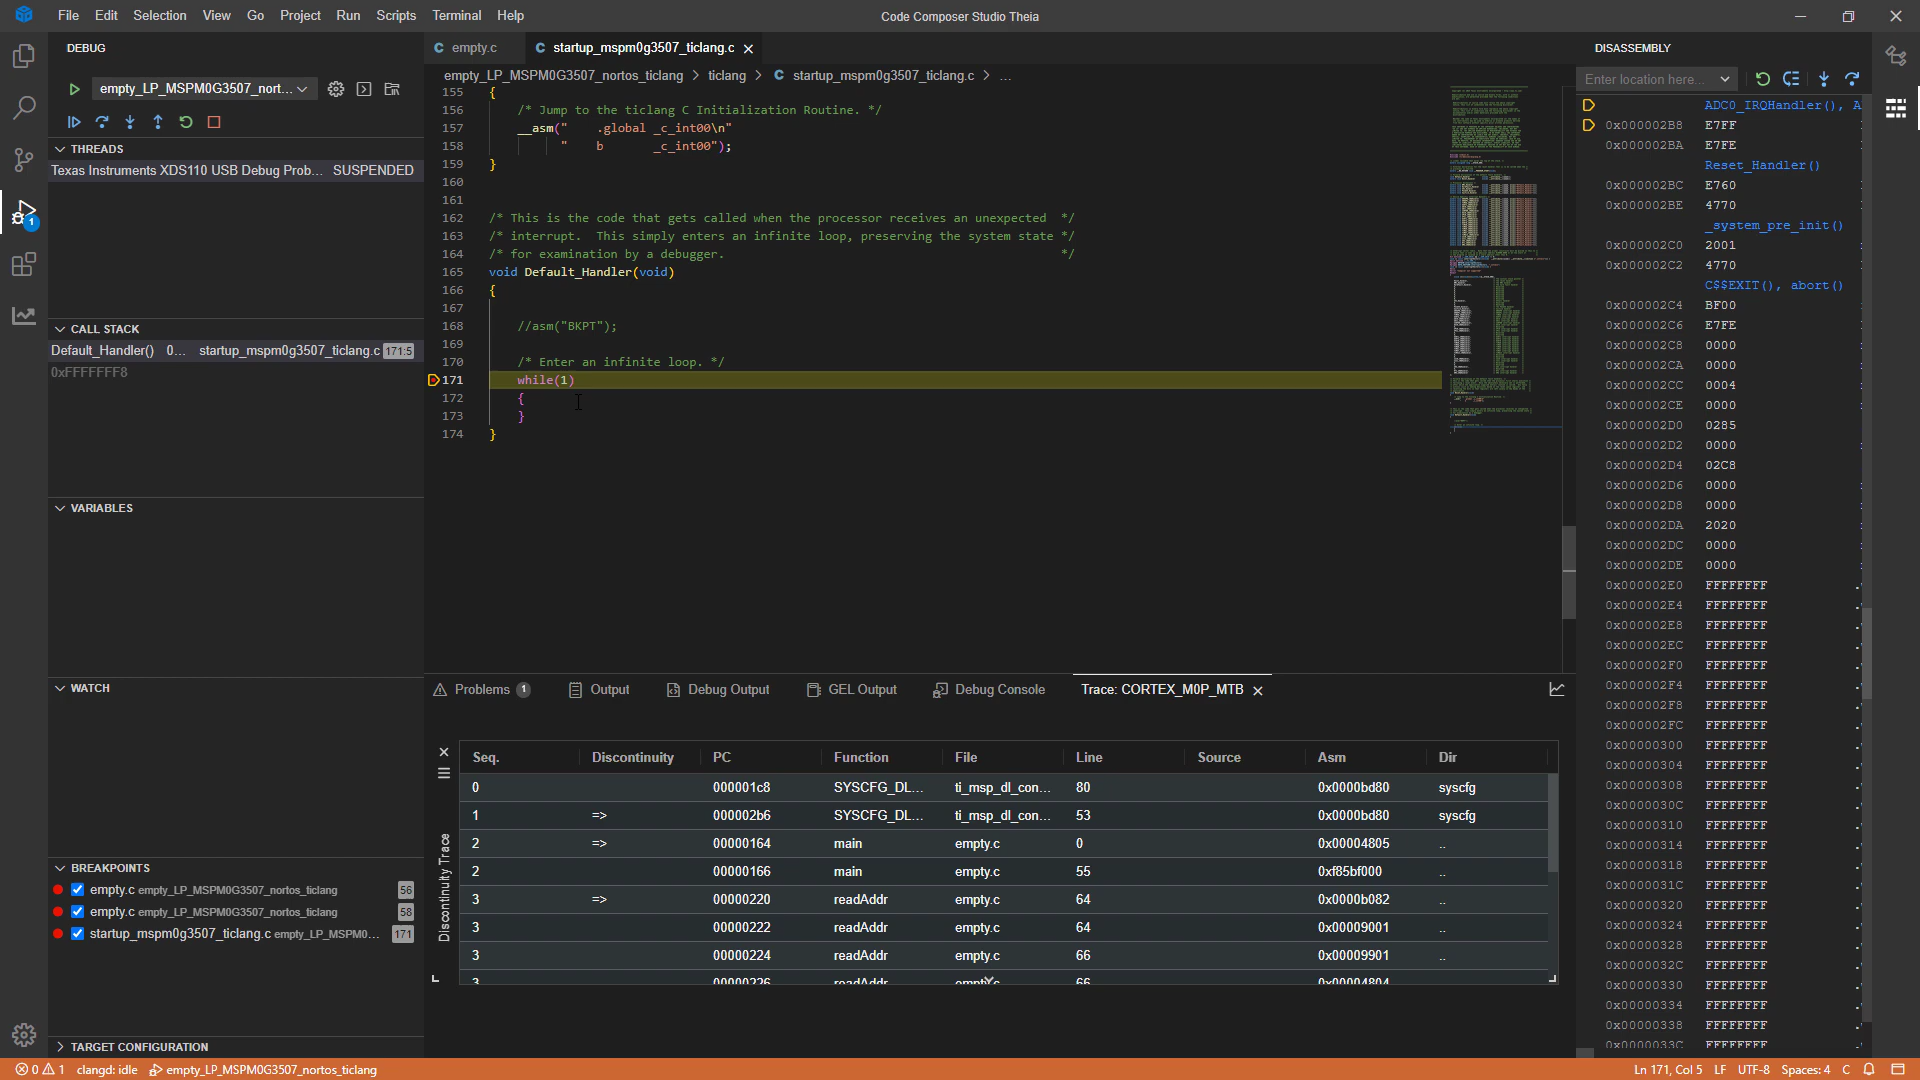 File Edit Selection View Go Project Run Scripts Terminal Help
Code Composer Studio Theia
DEBUG
empty_LP_MSPM0G3507_nort...
THREADS
Texas Instruments XDS110 USB Debug Prob... SUSPENDED
CALL STACK
Default_Handler() 0... startup_mspm0g3507_ticlang.c 171:5
0xFFFFFFF8
VARIABLES
WATCH
BREAKPOINTS
empty.c empty_LP_MSPM0G3507_nortos_ticlang 56
empty.c empty_LP_MSPM0G3507_nortos_ticlang 58
startup_mspm0g3507_ticlang.c empty_LP_MSPM0... 171
TARGET CONFIGURATION
1
C empty.c C startup_mspm0g3507_ticlang.c
empty_LP_MSPM0G3507_nortos_ticlang > ticlang > C startup_mspm0g3507_ticlang.c > ...
155 {
156 /* Jump to the ticlang C Initialization Routine. */
157 __asm(" .global _c_int00\n"
158 " b _c_int00");
159 }
160
161
162 /* This is the code that gets called when the processor receives an unexpected */
163 /* interrupt. This simply enters an infinite loop, preserving the system state */
164 /* for examination by a debugger. */
165 void Default_Handler(void)
166 {
167
168 //asm("BKPT");
169
170 /* Enter an infinite loop. */
171 while(1)
172 {
173 }
174 }
Problems 1 Output Debug Output GEL Output Debug Console Trace: CORTEX_M0P_MTB
Discontinuity Trace
Seq. Discontinuity PC Function File Line Source Asm Dir
0 000001c8 SYSCFG_DL... ti_msp_dl_con... 80 0x0000bd80 syscfg
1 => 000002b6 SYSCFG_DL... ti_msp_dl_con... 53 0x0000bd80 syscfg
2 => 00000164 main empty.c 0 0x00004805 ..
2 00000166 main empty.c 55 0xf85bf000 ..
3 => 00000220 readAddr empty.c 64 0x0000b082 ..
3 00000222 readAddr empty.c 64 0x00009001 ..
3 00000224 readAddr empty.c 66 0x00009901 ..
3 00000226 readAddr empty.c 66 0x00004804
DISASSEMBLY
Enter location here...
ADC0_IRQHandler(), A
0x000002B8 E7FF
0x000002BA E7FE
Reset_Handler()
0x000002BC E760
0x000002BE 4770
_system_pre_init()
0x000002C0 2001
0x000002C2 4770
C$$EXIT(), abort()
0x000002C4 BF00
0x000002C6 E7FE
0x000002C8 0000
0x000002CA 0000
0x000002CC 0004
0x000002CE 0000
0x000002D0 0285
0x000002D2 0000
0x000002D4 02C8
0x000002D6 0000
0x000002D8 0000
0x000002DA 2020
0x000002DC 0000
0x000002DE 0000
0x000002E0 FFFFFFFF
0x000002E4 FFFFFFFF
0x000002E8 FFFFFFFF
0x000002EC FFFFFFFF
0x000002F0 FFFFFFFF
0x000002F4 FFFFFFFF
0x000002F8 FFFFFFFF
0x000002FC FFFFFFFF
0x00000300 FFFFFFFF
0x00000304 FFFFFFFF
0x00000308 FFFFFFFF
0x0000030C FFFFFFFF
0x00000310 FFFFFFFF
0x00000314 FFFFFFFF
0x00000318 FFFFFFFF
0x0000031C FFFFFFFF
0x00000320 FFFFFFFF
0x00000324 FFFFFFFF
0x00000328 FFFFFFFF
0x0000032C FFFFFFFF
0x00000330 FFFFFFFF
0x00000334 FFFFFFFF
0x00000338 FFFFFFFF
0x0000033C FFFFFFFF
0 1 clangd: idle empty_LP_MSPM0G3507_nortos_ticlang
Ln 171, Col 5 LF UTF-8 Spaces: 4 C